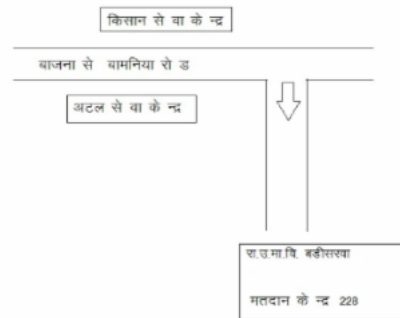 किसान से वा के न्द्र
बाजना से बामनिया रो ड
अटल से वा के न्द्र
रा.उ.मा.वि. बडीसरवा
मतदान के न्द्र 228